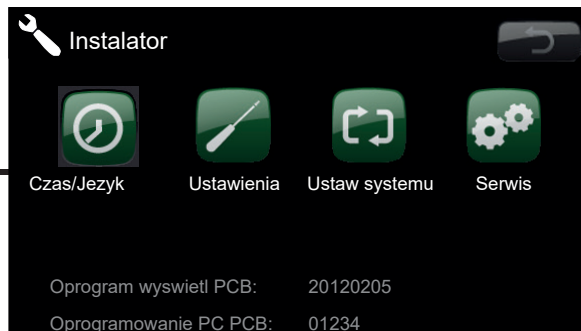 Instalator
Czas/Jezyk Ustawienia Ustaw systemu Serwis
Oprogram wyswietl PCB: 20120205
Oprogramowanie PC PCB: 01234